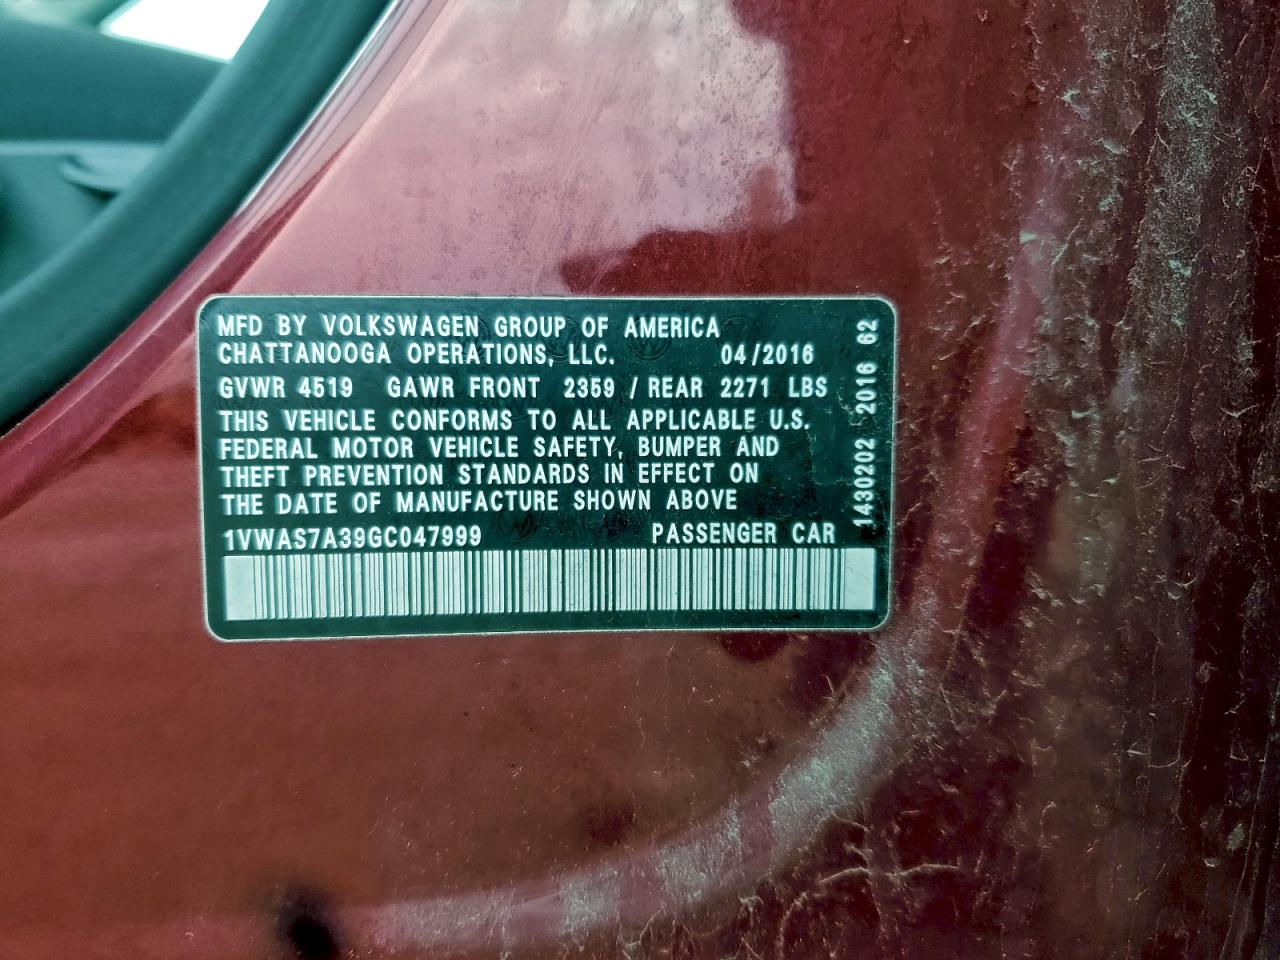 MFD BY VOLKSWAGEN GROUP OF AMERICA
CHATTANOOGA OPERATIONS, LLC. 04/2016
GVWR 4519 GAWR FRONT 2359 / REAR 2271 LBS
THIS VEHICLE CONFORMS TO ALL APPLICABLE U.S.
FEDERAL MOTOR VEHICLE SAFETY, BUMPER AND
THEFT PREVENTION STANDARDS IN EFFECT ON
THE DATE OF MANUFACTURE SHOWN ABOVE
1VWAS7A39GC047999 PASSENGER CAR
1430202 2016 62